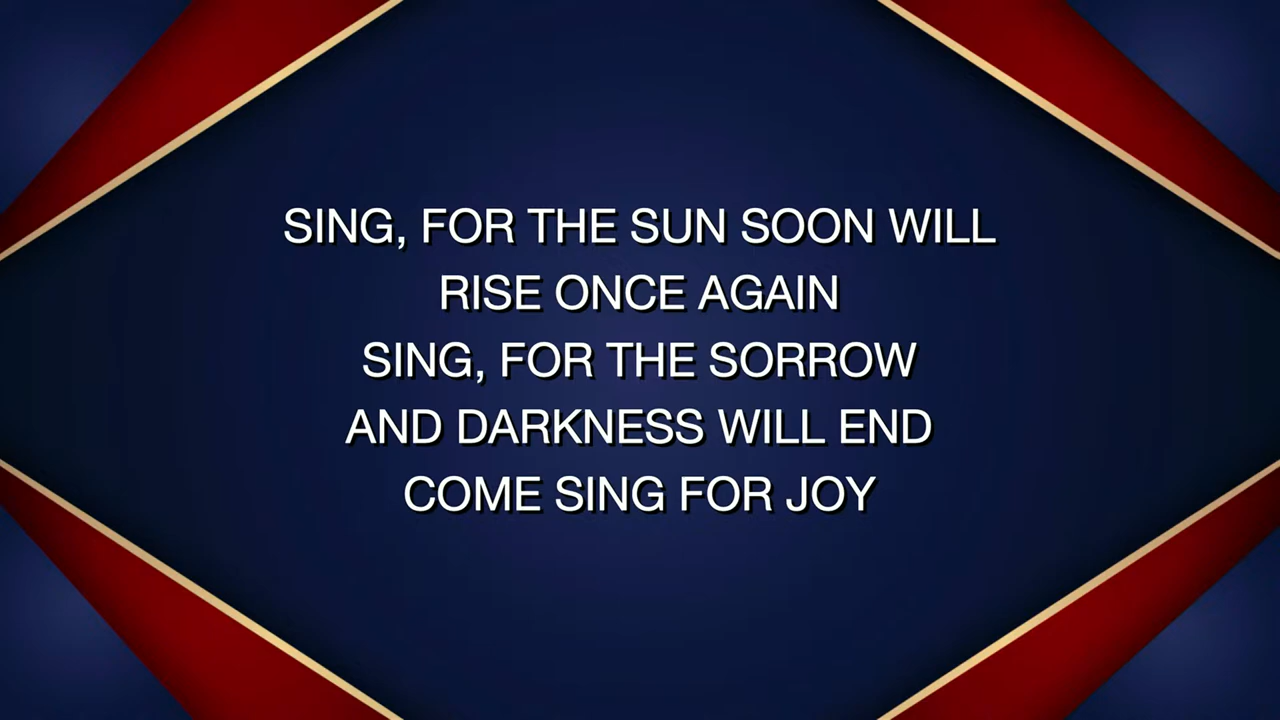 SING, FOR THE SUN SOON WILL
RISE ONCE AGAIN
SING, FOR THE SORROW
AND DARKNESS WILL END
COME SING FOR JOY